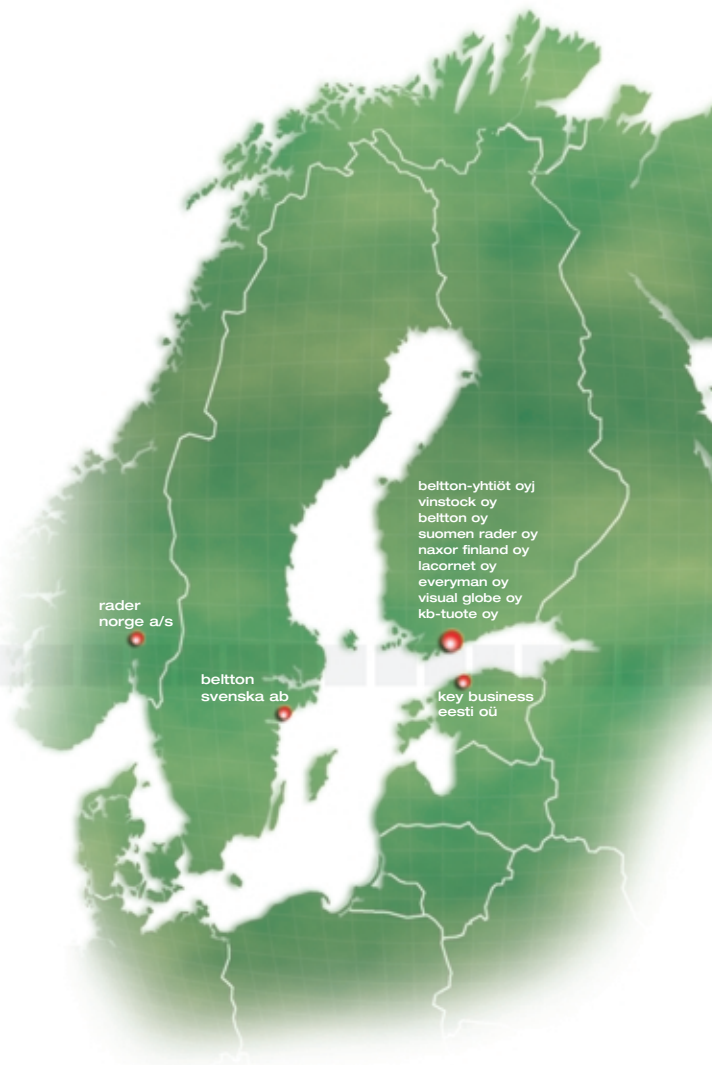 beltton-yhtiöt oyj
vinstock oy
beltton oy
suomen rader oy
naxor finland oy
lacornet oy
everyman oy
visual globe oy
kb-tuote oy
rader
norge a/s
beltton
svenska ab
key business
eesti oü